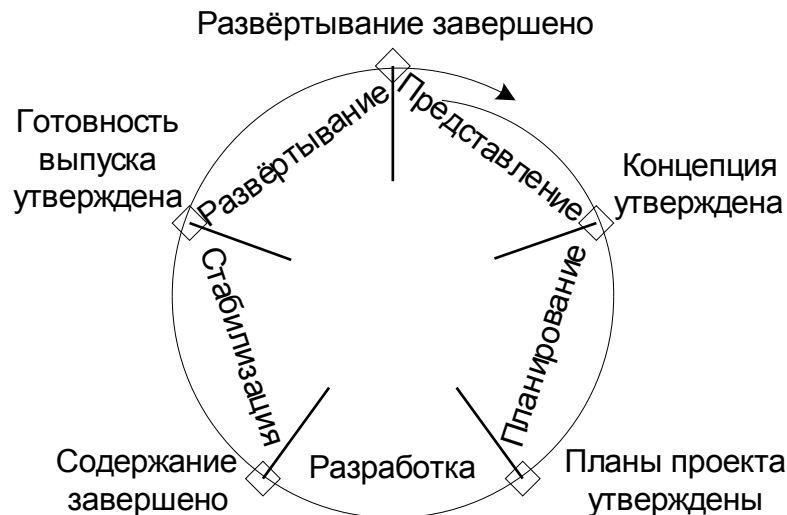 Развёртывание завершено
Представление
Концепция
утверждена
Планирование
Планы проекта
утверждены
Разработка
Содержание
завершено
Стабилизация
Готовность
выпуска
утверждена
Развёртывание